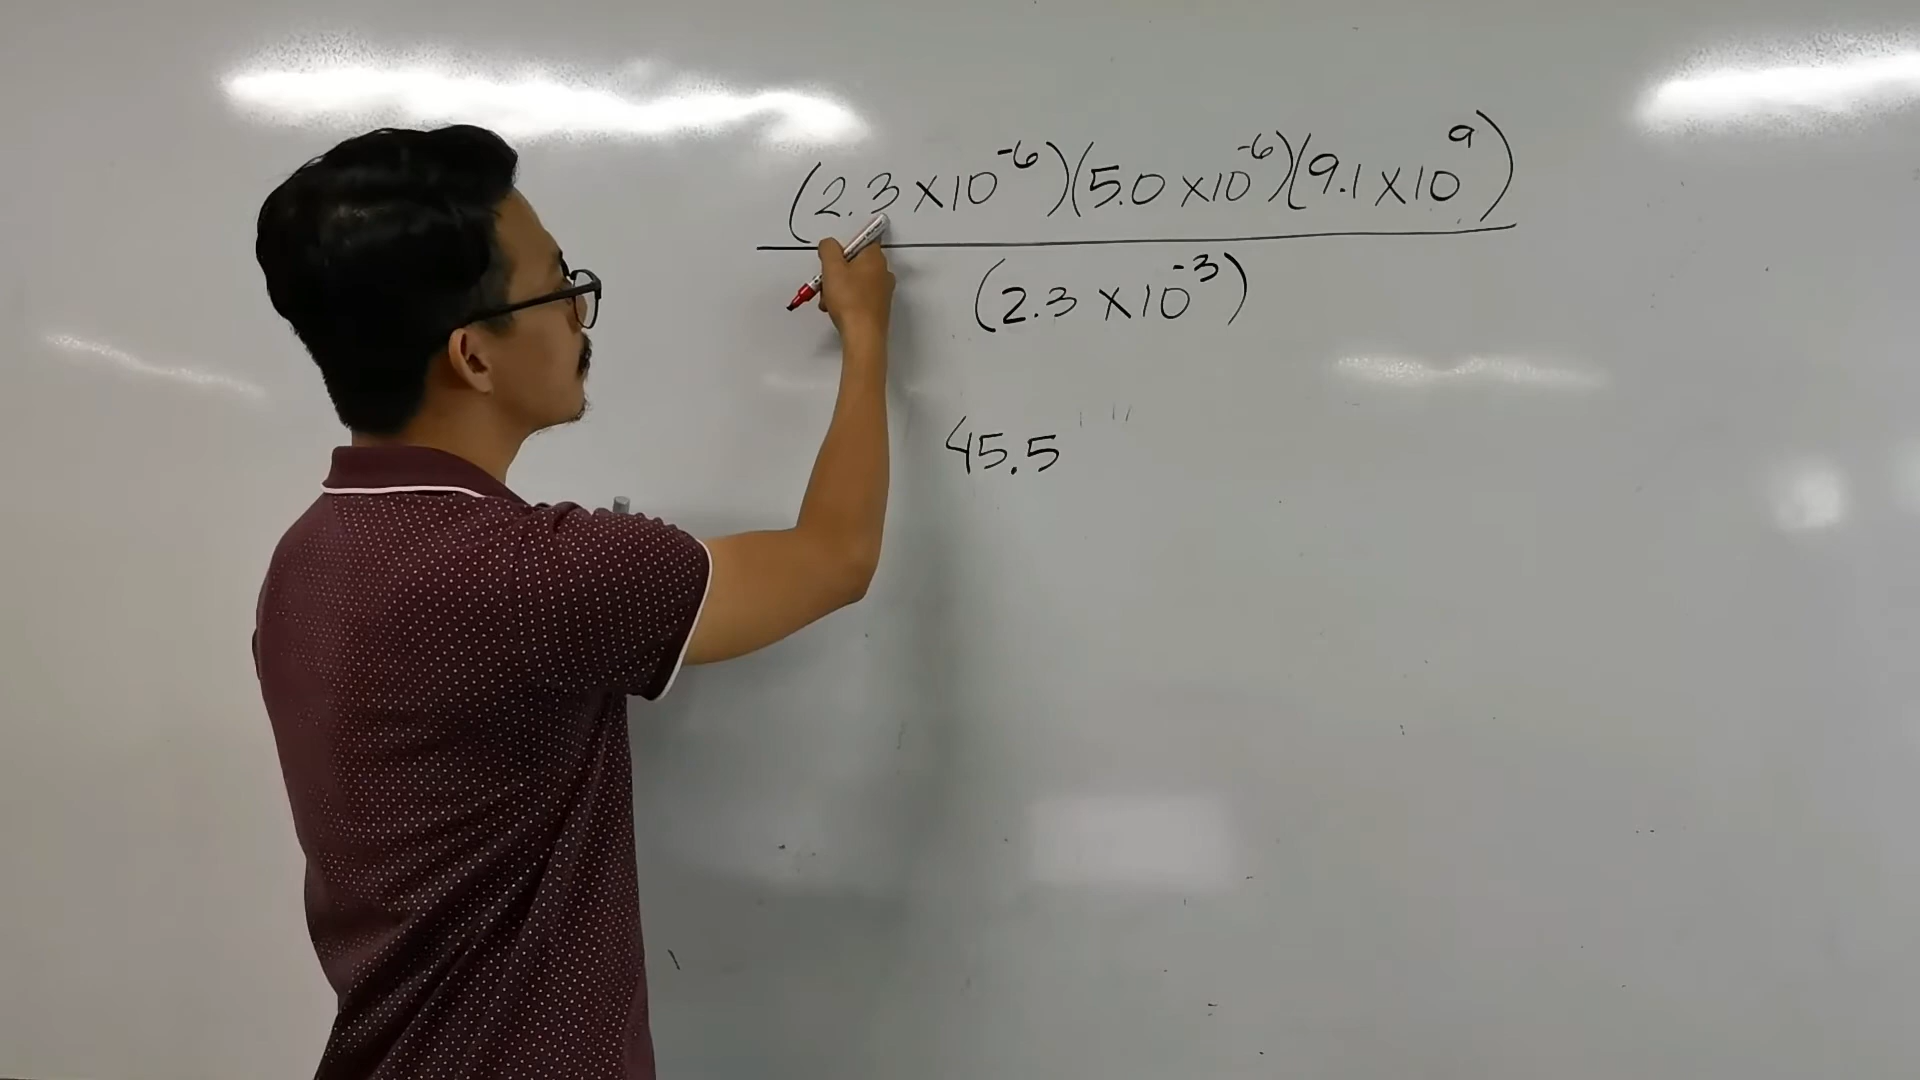 (2.3 × 10⁻⁶)(5.0 × 10⁻⁶)(9.1 × 10⁹)
(2.3 × 10⁻³)
45.5